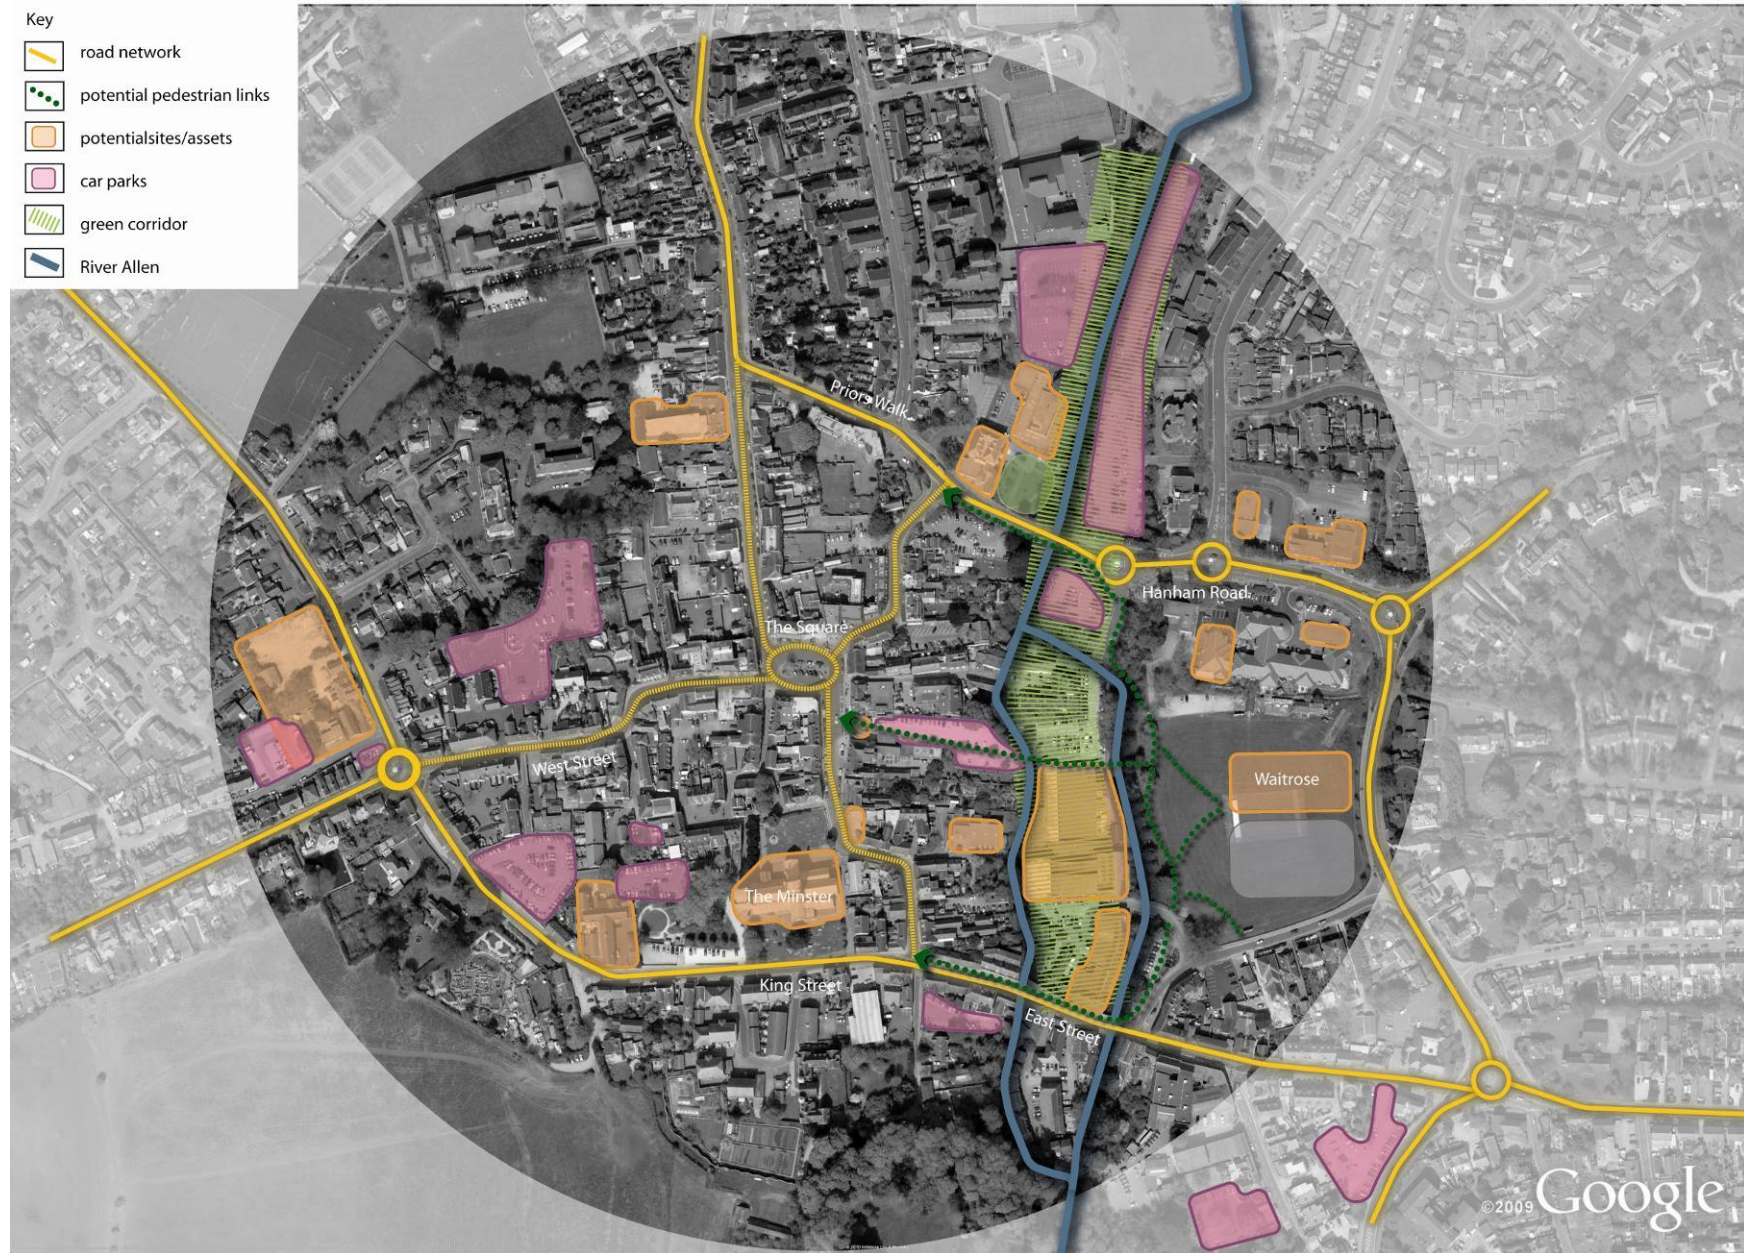 Key
road network
potential pedestrian links
potentialsites/assets
car parks
green corridor
River Allen
Priors Walk
Hanham Road
The Square
West Street
Waitrose
The Minster
King Street
East Street
©2009 Google